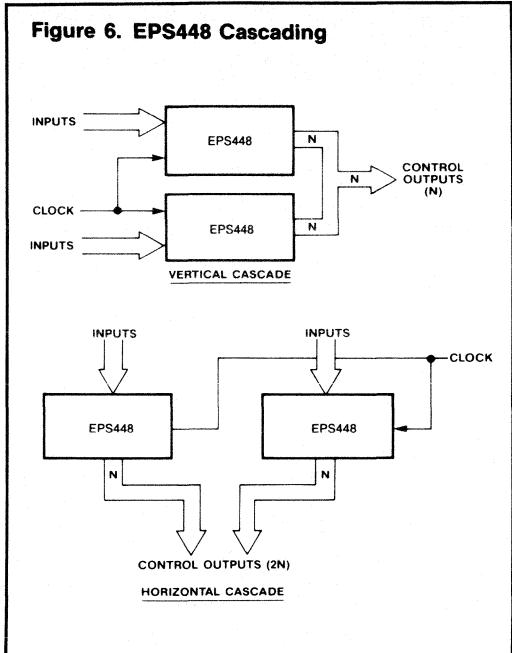 Figure 6. EPS448 Cascading
INPUTS
EPS448
N
CONTROL
OUTPUTS
(N)
N
CLOCK
EPS448
N
INPUTS
VERTICAL CASCADE
INPUTS
INPUTS
CLOCK
EPS448
EPS448
N
N
CONTROL OUTPUTS (2N)
HORIZONTAL CASCADE